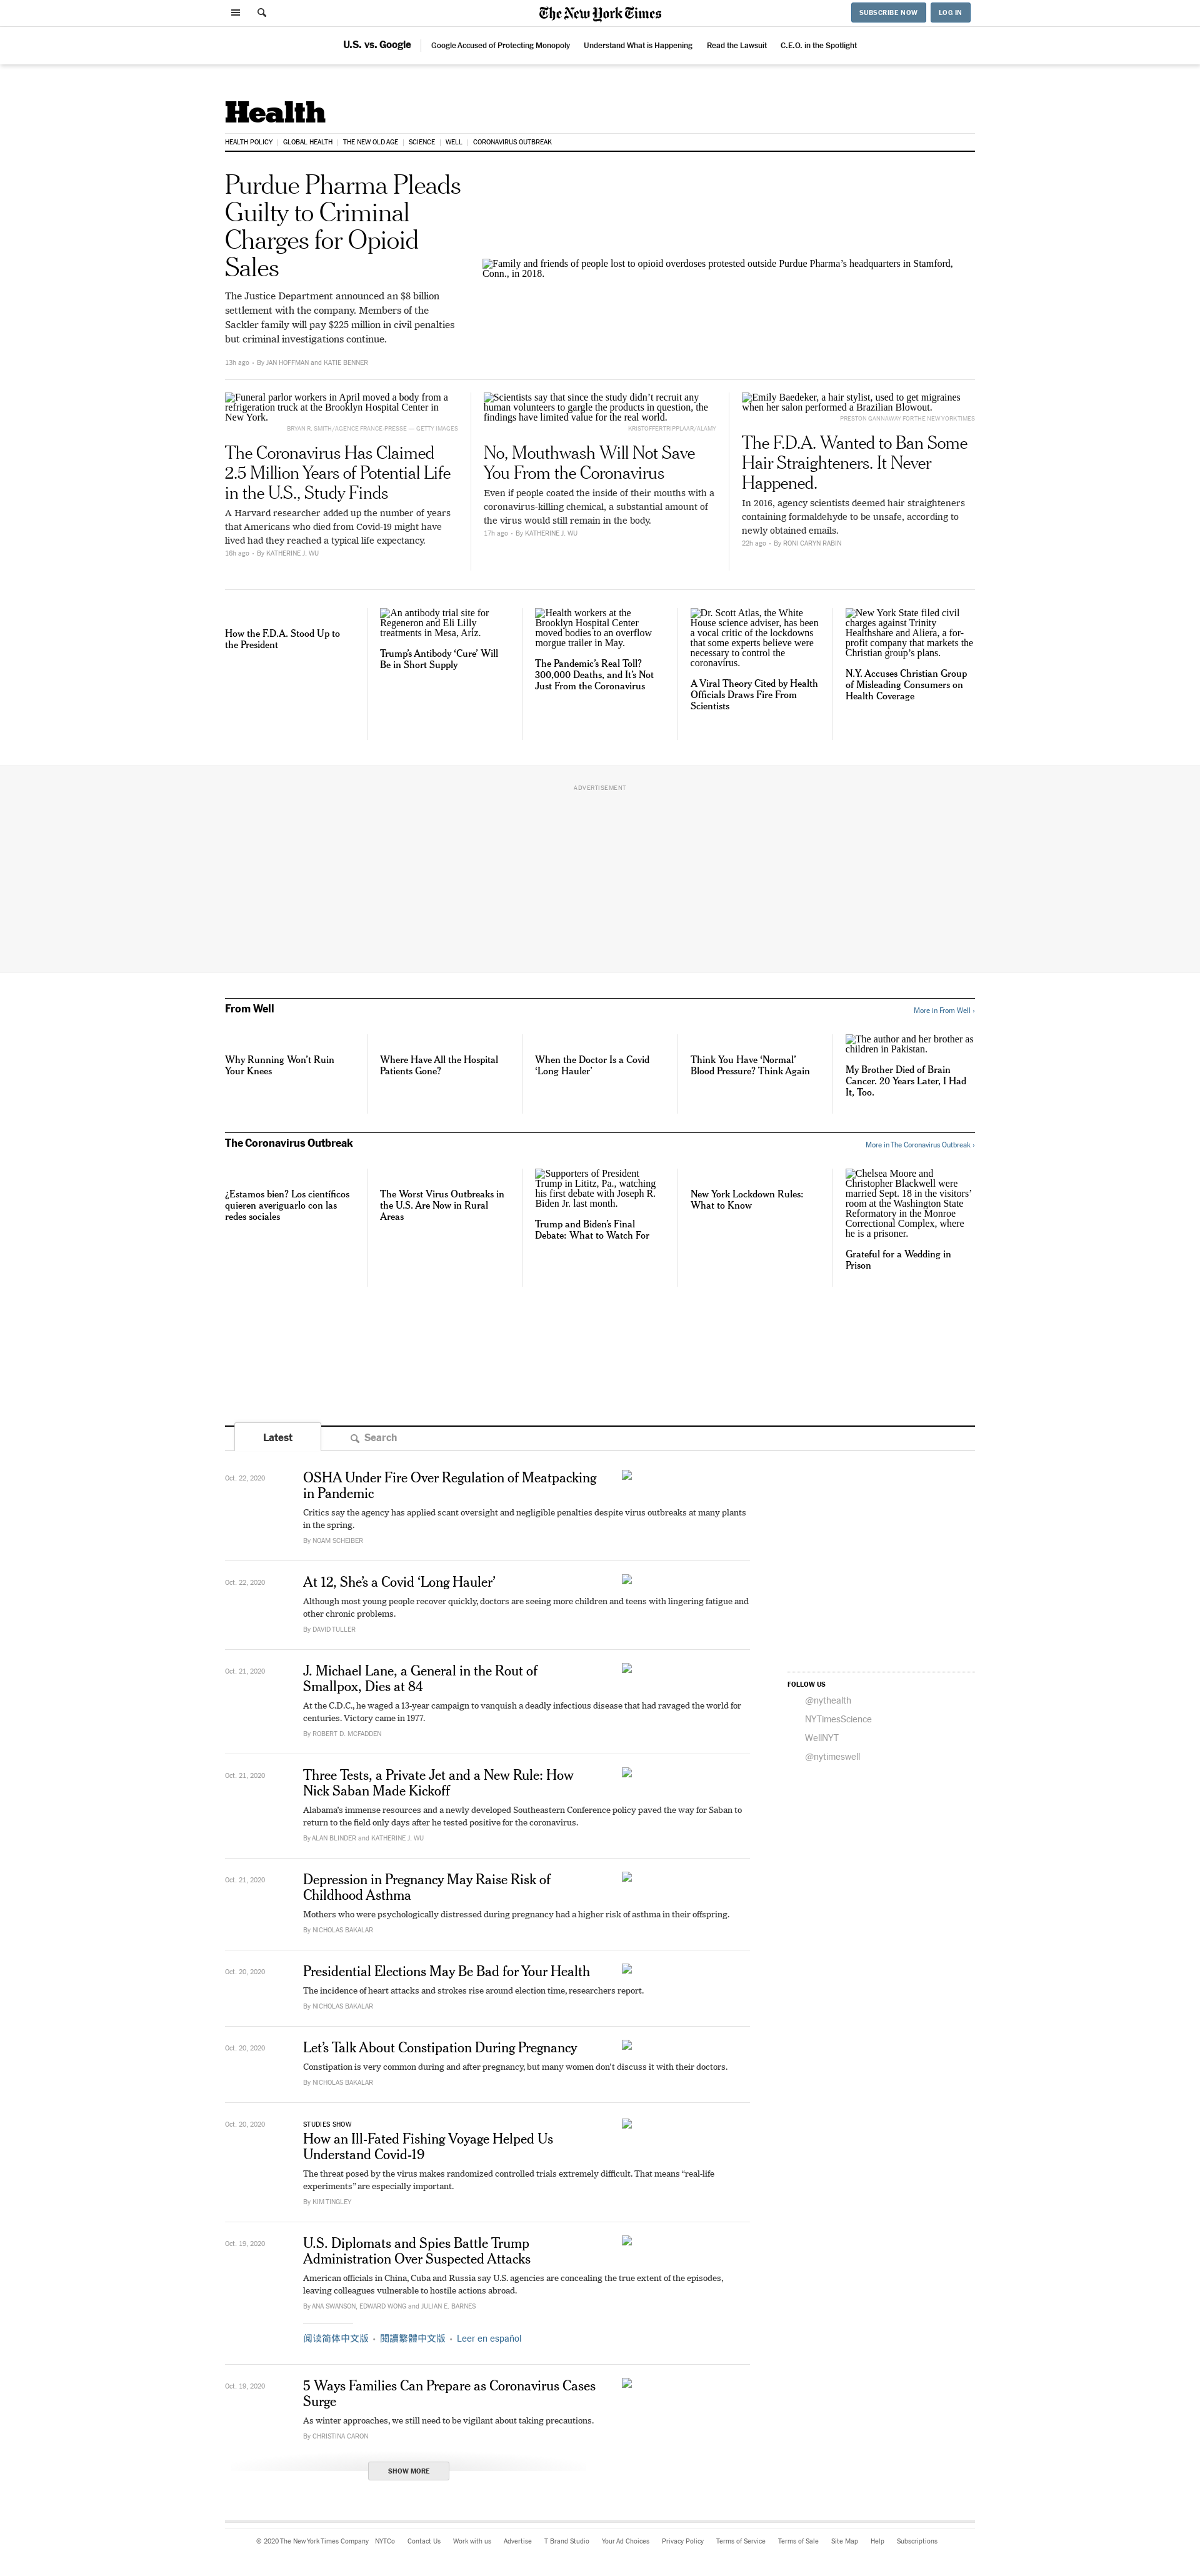 The New York Times
SUBSCRIBE NOW
LOG IN
U.S. vs. Google
Google Accused of Protecting Monopoly
Understand What is Happening
Read the Lawsuit
C.E.O. in the Spotlight
Health
HEALTH POLICY
GLOBAL HEALTH
THE NEW OLD AGE
SCIENCE
WELL
CORONAVIRUS OUTBREAK
Purdue Pharma Pleads
Guilty to Criminal
Charges for Opioid
Sales
The Justice Department announced an $8 billion
settlement with the company. Members of the
Sackler family will pay $225 million in civil penalties
but criminal investigations continue.
13h ago • By JAN HOFFMAN and KATIE BENNER
Family and friends of people lost to opioid overdoses protested outside Purdue Pharma’s headquarters in Stamford,
Conn., in 2018.
Funeral parlor workers in April moved a body from a
refrigeration truck at the Brooklyn Hospital Center in
New York.
BRYAN R. SMITH/AGENCE FRANCE-PRESSE — GETTY IMAGES
The Coronavirus Has Claimed
2.5 Million Years of Potential Life
in the U.S., Study Finds
A Harvard researcher added up the number of years
that Americans who died from Covid-19 might have
lived had they reached a typical life expectancy.
16h ago • By KATHERINE J. WU
Scientists say that since the study didn’t recruit any
human volunteers to gargle the products in question, the
findings have limited value for the real world.
KRISTOFFER TRIPPLAAR/ALAMY
No, Mouthwash Will Not Save
You From the Coronavirus
Even if people coated the inside of their mouths with a
coronavirus-killing chemical, a substantial amount of
the virus would still remain in the body.
17h ago • By KATHERINE J. WU
Emily Baedeker, a hair stylist, used to get migraines
when her salon performed a Brazilian Blowout.
PRESTON GANNAWAY FOR THE NEW YORK TIMES
The F.D.A. Wanted to Ban Some
Hair Straighteners. It Never
Happened.
In 2016, agency scientists deemed hair straighteners
containing formaldehyde to be unsafe, according to
newly obtained emails.
22h ago • By RONI CARYN RABIN
How the F.D.A. Stood Up to
the President
An antibody trial site for
Regeneron and Eli Lilly
treatments in Mesa, Ariz.
Trump’s Antibody ‘Cure’ Will
Be in Short Supply
Health workers at the
Brooklyn Hospital Center
moved bodies to an overflow
morgue trailer in May.
The Pandemic’s Real Toll?
300,000 Deaths, and It’s Not
Just From the Coronavirus
Dr. Scott Atlas, the White
House science adviser, has been
a vocal critic of the lockdowns
that some experts believe were
necessary to control the
coronavirus.
A Viral Theory Cited by Health
Officials Draws Fire From
Scientists
New York State filed civil
charges against Trinity
Healthshare and Aliera, a for-
profit company that markets the
Christian group’s plans.
N.Y. Accuses Christian Group
of Misleading Consumers on
Health Coverage
ADVERTISEMENT
From Well
More in From Well ›
Why Running Won’t Ruin
Your Knees
Where Have All the Hospital
Patients Gone?
When the Doctor Is a Covid
‘Long Hauler’
Think You Have ‘Normal’
Blood Pressure? Think Again
The author and her brother as
children in Pakistan.
My Brother Died of Brain
Cancer. 20 Years Later, I Had
It, Too.
The Coronavirus Outbreak
More in The Coronavirus Outbreak ›
¿Estamos bien? Los científicos
quieren averiguarlo con las
redes sociales
The Worst Virus Outbreaks in
the U.S. Are Now in Rural
Areas
Supporters of President
Trump in Lititz, Pa., watching
his first debate with Joseph R.
Biden Jr. last month.
Trump and Biden’s Final
Debate: What to Watch For
New York Lockdown Rules:
What to Know
Chelsea Moore and
Christopher Blackwell were
married Sept. 18 in the visitors’
room at the Washington State
Reformatory in the Monroe
Correctional Complex, where
he is a prisoner.
Grateful for a Wedding in
Prison
Latest
Search
Oct. 22, 2020
OSHA Under Fire Over Regulation of Meatpacking
in Pandemic
Critics say the agency has applied scant oversight and negligible penalties despite virus outbreaks at many plants
in the spring.
By NOAM SCHEIBER
Oct. 22, 2020
At 12, She’s a Covid ‘Long Hauler’
Although most young people recover quickly, doctors are seeing more children and teens with lingering fatigue and
other chronic problems.
By DAVID TULLER
Oct. 21, 2020
J. Michael Lane, a General in the Rout of
Smallpox, Dies at 84
At the C.D.C., he waged a 13-year campaign to vanquish a deadly infectious disease that had ravaged the world for
centuries. Victory came in 1977.
By ROBERT D. MCFADDEN
FOLLOW US
@nythealth
NYTimesScience
WellNYT
@nytimeswell
Oct. 21, 2020
Three Tests, a Private Jet and a New Rule: How
Nick Saban Made Kickoff
Alabama’s immense resources and a newly developed Southeastern Conference policy paved the way for Saban to
return to the field only days after he tested positive for the coronavirus.
By ALAN BLINDER and KATHERINE J. WU
Oct. 21, 2020
Depression in Pregnancy May Raise Risk of
Childhood Asthma
Mothers who were psychologically distressed during pregnancy had a higher risk of asthma in their offspring.
By NICHOLAS BAKALAR
Oct. 20, 2020
Presidential Elections May Be Bad for Your Health
The incidence of heart attacks and strokes rise around election time, researchers report.
By NICHOLAS BAKALAR
Oct. 20, 2020
Let’s Talk About Constipation During Pregnancy
Constipation is very common during and after pregnancy, but many women don’t discuss it with their doctors.
By NICHOLAS BAKALAR
Oct. 20, 2020
STUDIES SHOW
How an Ill-Fated Fishing Voyage Helped Us
Understand Covid-19
The threat posed by the virus makes randomized controlled trials extremely difficult. That means “real-life
experiments” are especially important.
By KIM TINGLEY
Oct. 19, 2020
U.S. Diplomats and Spies Battle Trump
Administration Over Suspected Attacks
American officials in China, Cuba and Russia say U.S. agencies are concealing the true extent of the episodes,
leaving colleagues vulnerable to hostile actions abroad.
By ANA SWANSON, EDWARD WONG and JULIAN E. BARNES
阅读简体中文版 • 閱讀繁體中文版 • Leer en español
Oct. 19, 2020
5 Ways Families Can Prepare as Coronavirus Cases
Surge
As winter approaches, we still need to be vigilant about taking precautions.
By CHRISTINA CARON
SHOW MORE
© 2020 The New York Times Company
NYTCo
Contact Us
Work with us
Advertise
T Brand Studio
Your Ad Choices
Privacy Policy
Terms of Service
Terms of Sale
Site Map
Help
Subscriptions